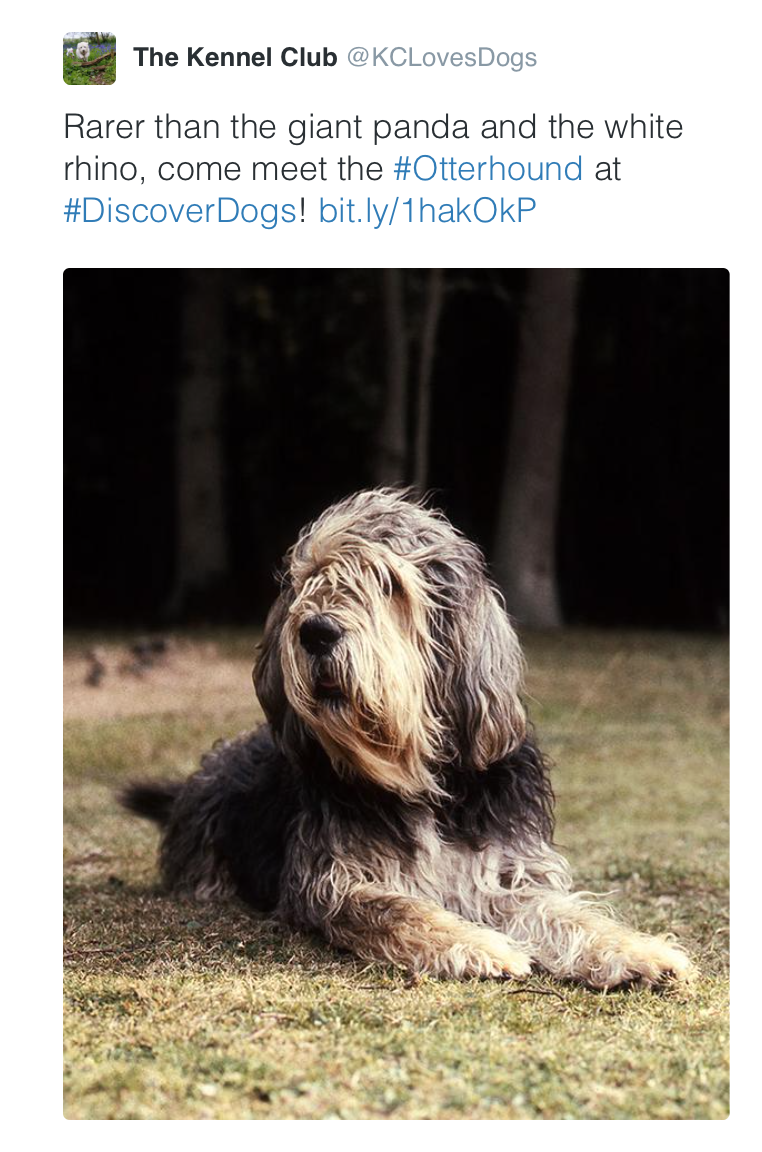 The Kennel Club @KCLovesDogs
Rarer than the giant panda and the white
rhino, come meet the #Otterhound at
#DiscoverDogs! bit.ly/1hakOkP